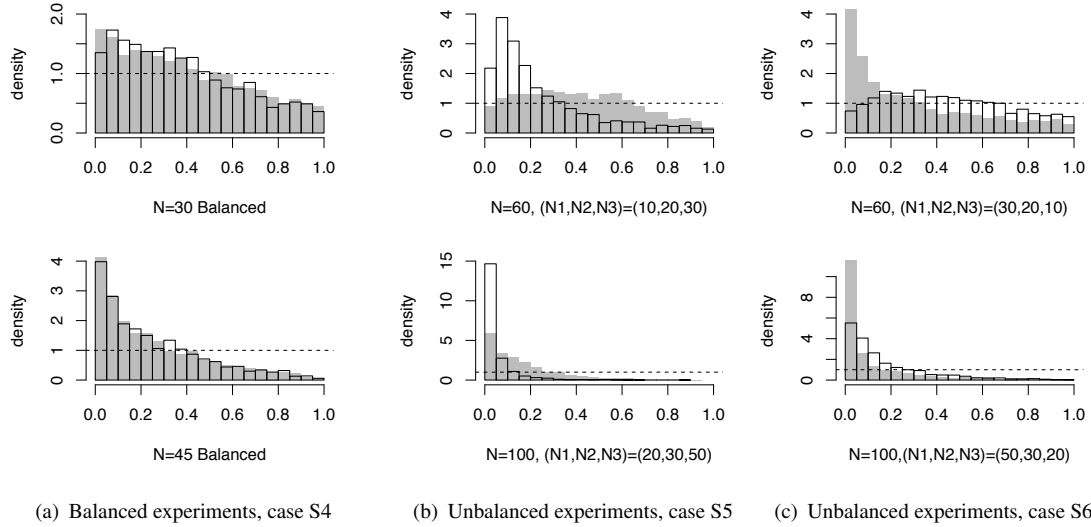 density
0.0 1.0 2.0
0.0 0.2 0.4 0.6 0.8 1.0
N=30 Balanced
density
0 1 2 3 4
0.0 0.2 0.4 0.6 0.8 1.0
N=60, (N1,N2,N3)=(10,20,30)
density
0 1 2 3 4
0.0 0.2 0.4 0.6 0.8 1.0
N=60, (N1,N2,N3)=(30,20,10)
density
0 1 2 3 4
0.0 0.2 0.4 0.6 0.8 1.0
N=45 Balanced
density
0 5 10 15
0.0 0.2 0.4 0.6 0.8 1.0
N=100, (N1,N2,N3)=(20,30,50)
density
0 2 4 6 10
0.0 0.2 0.4 0.6 0.8 1.0
N=100,(N1,N2,N3)=(50,30,20)
(a) Balanced experiments, case S4
(b) Unbalanced experiments, case S5
(c) Unbalanced experiments, case S6